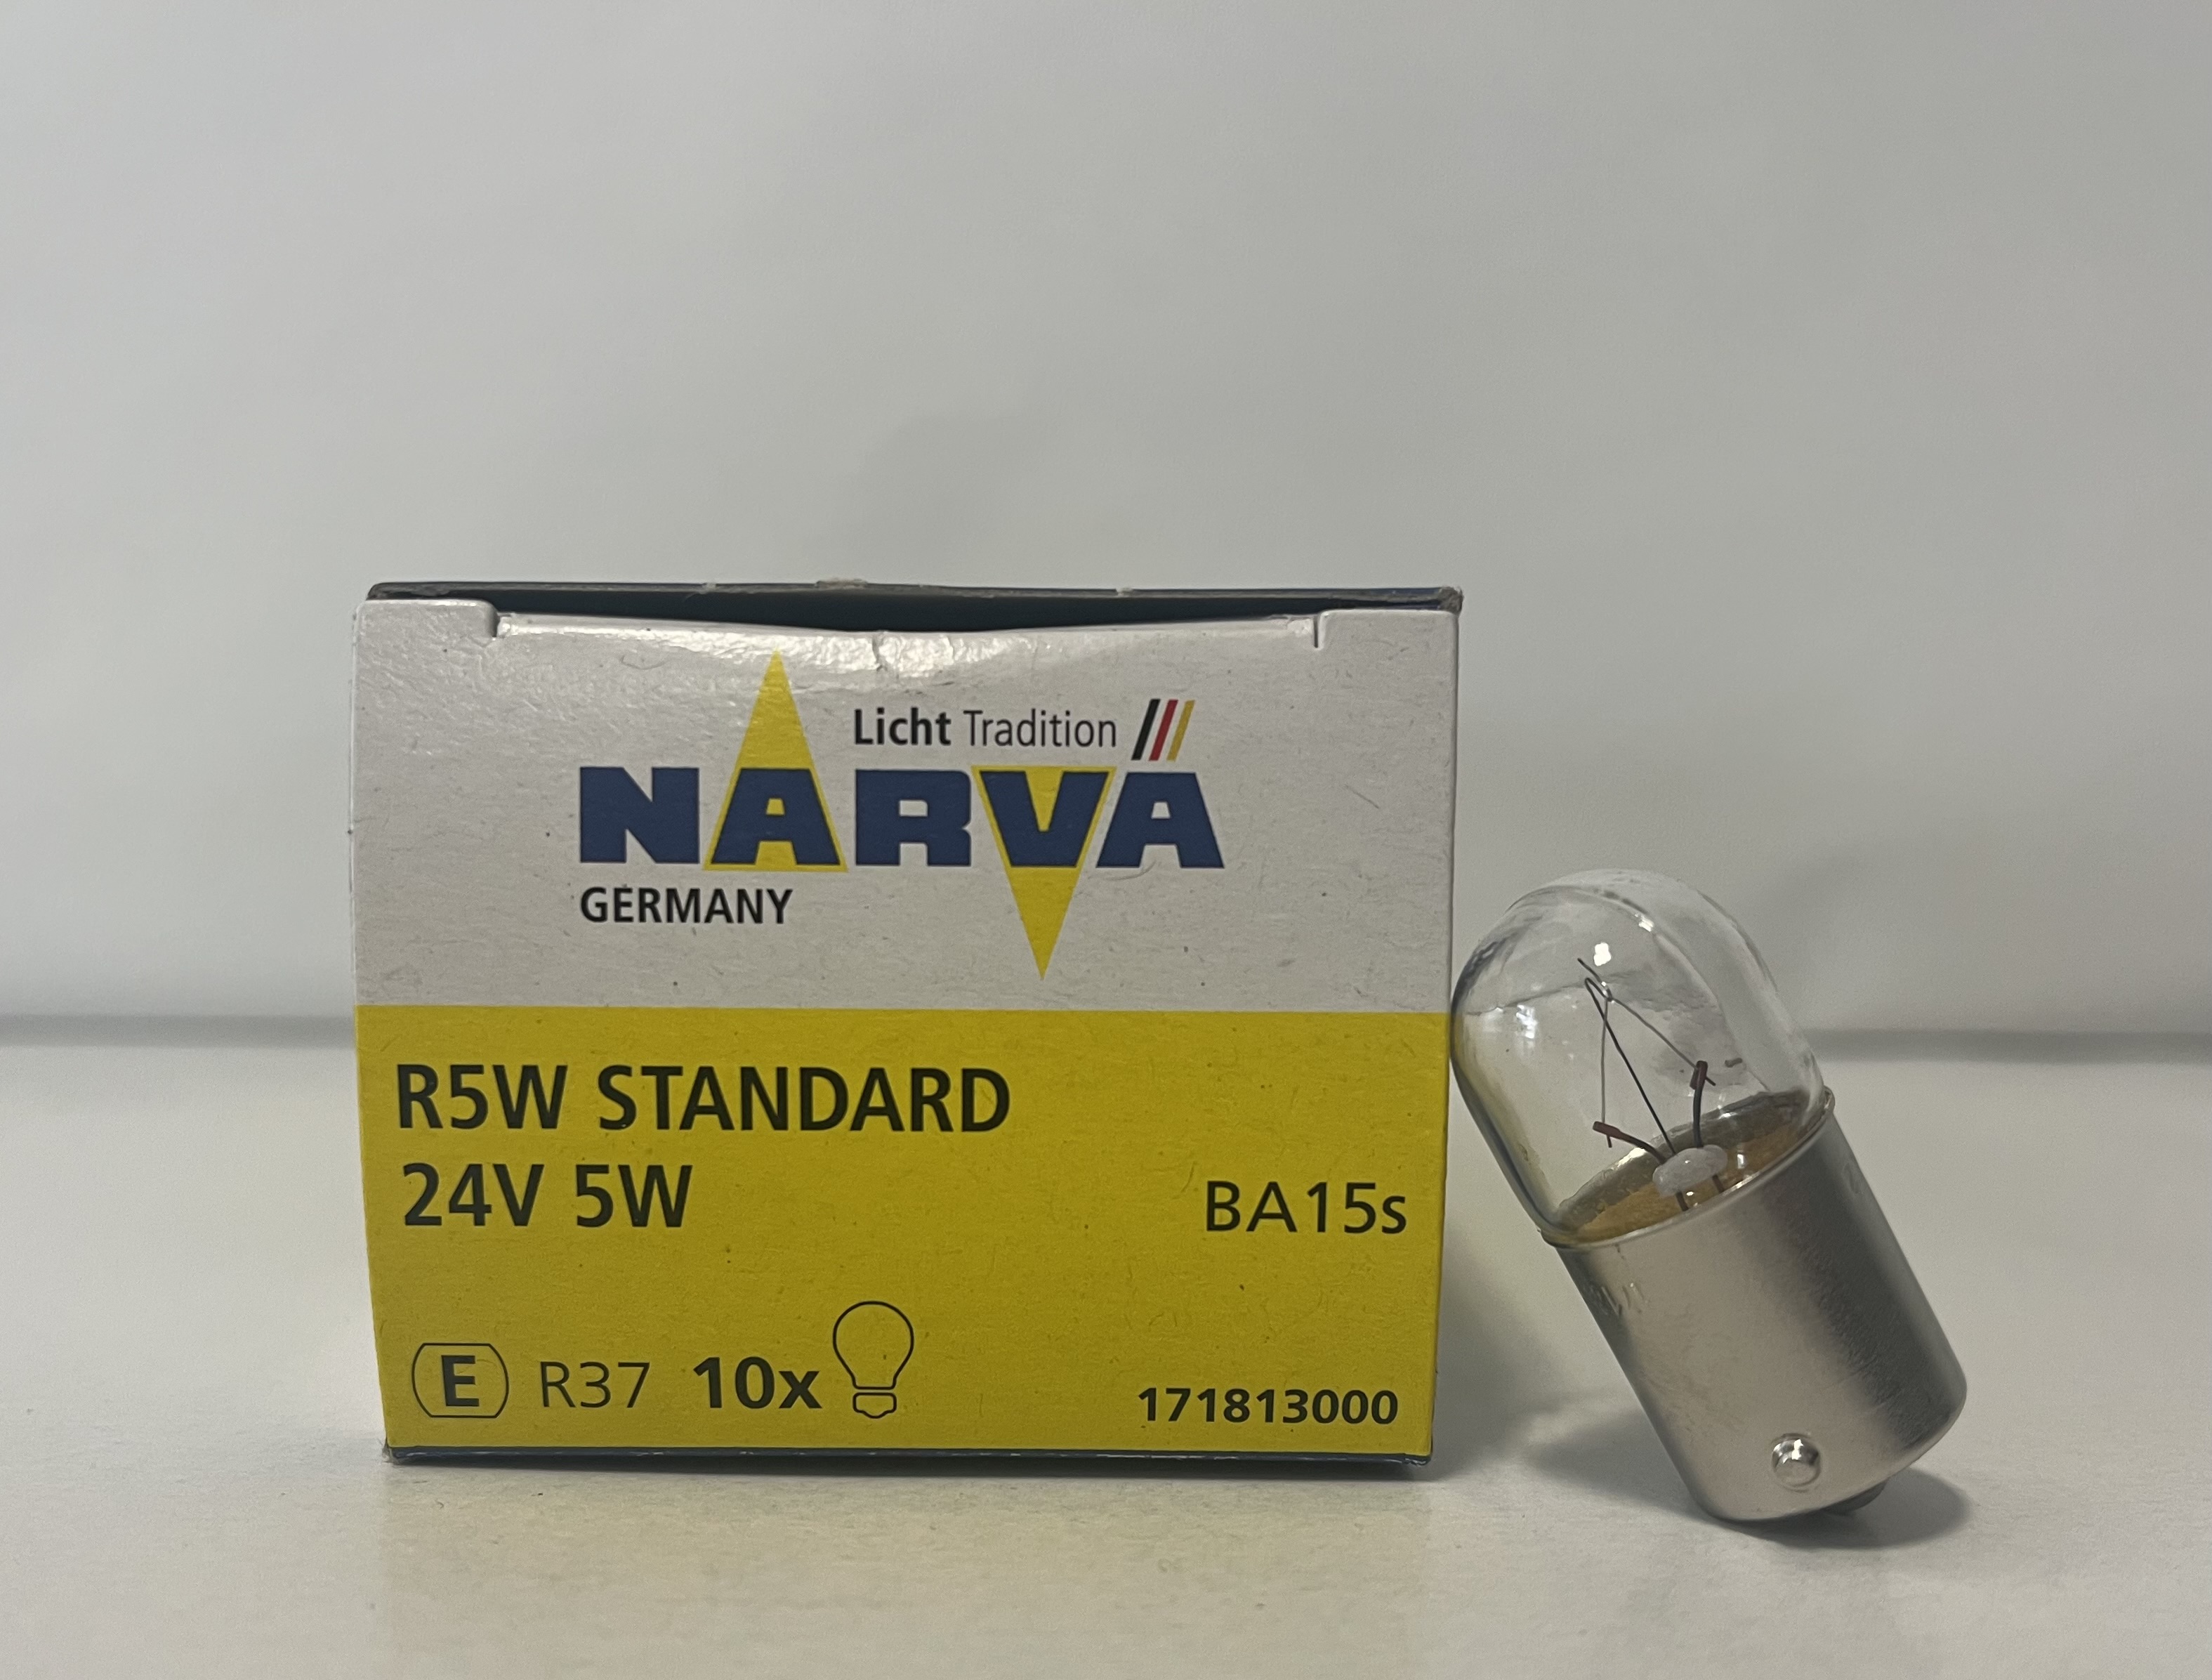 Licht Tradition
NARVA
GERMANY
R5W STANDARD
24V 5W
BA15s
E R37 10x
171813000